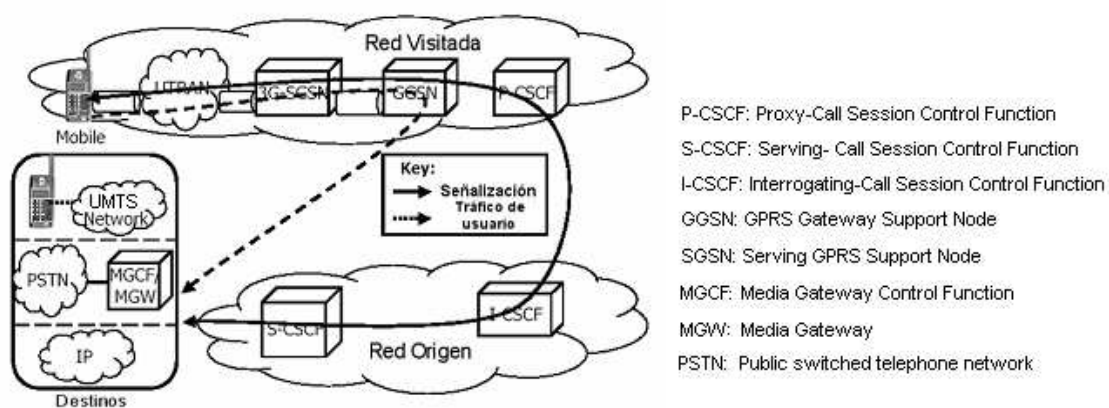 Red Visitada
UTRAN
3G-SGSN
GGSN
P-CSCF
Mobile
Key:
Señalización
Tráfico de
usuario
UMTS
Network
PSTN
MGCF/
MGW
IP
Destinos
S-CSCF
I-CSCF
Red Origen
P-CSCF: Proxy-Call Session Control Function
S-CSCF: Serving- Call Session Control Function
I-CSCF: Interrogating-Call Session Control Function
GGSN: GPRS Gateway Support Node
SGSN: Serving GPRS Support Node
MGCF: Media Gateway Control Function
MGW: Media Gateway
PSTN: Public switched telephone network